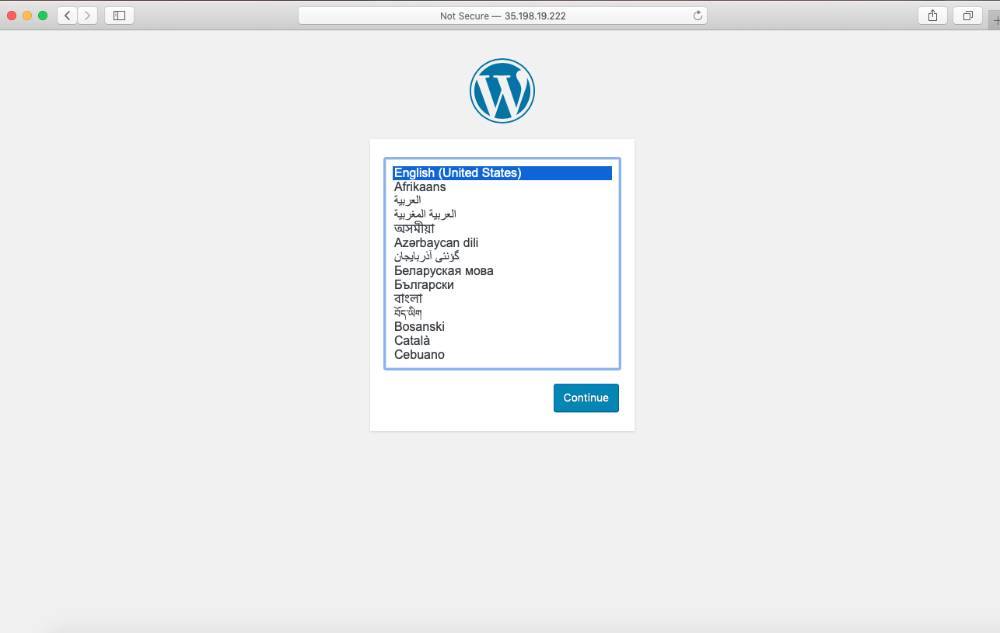 Not Secure — 35.198.19.222
English (United States)
Afrikaans
العربية
العربية المغربية
অসমীয়া
Azərbaycan dili
گؤنئی آذربایجان
Беларуская мова
Български
বাংলা
བོད་ཡིག
Bosanski
Català
Cebuano
Continue